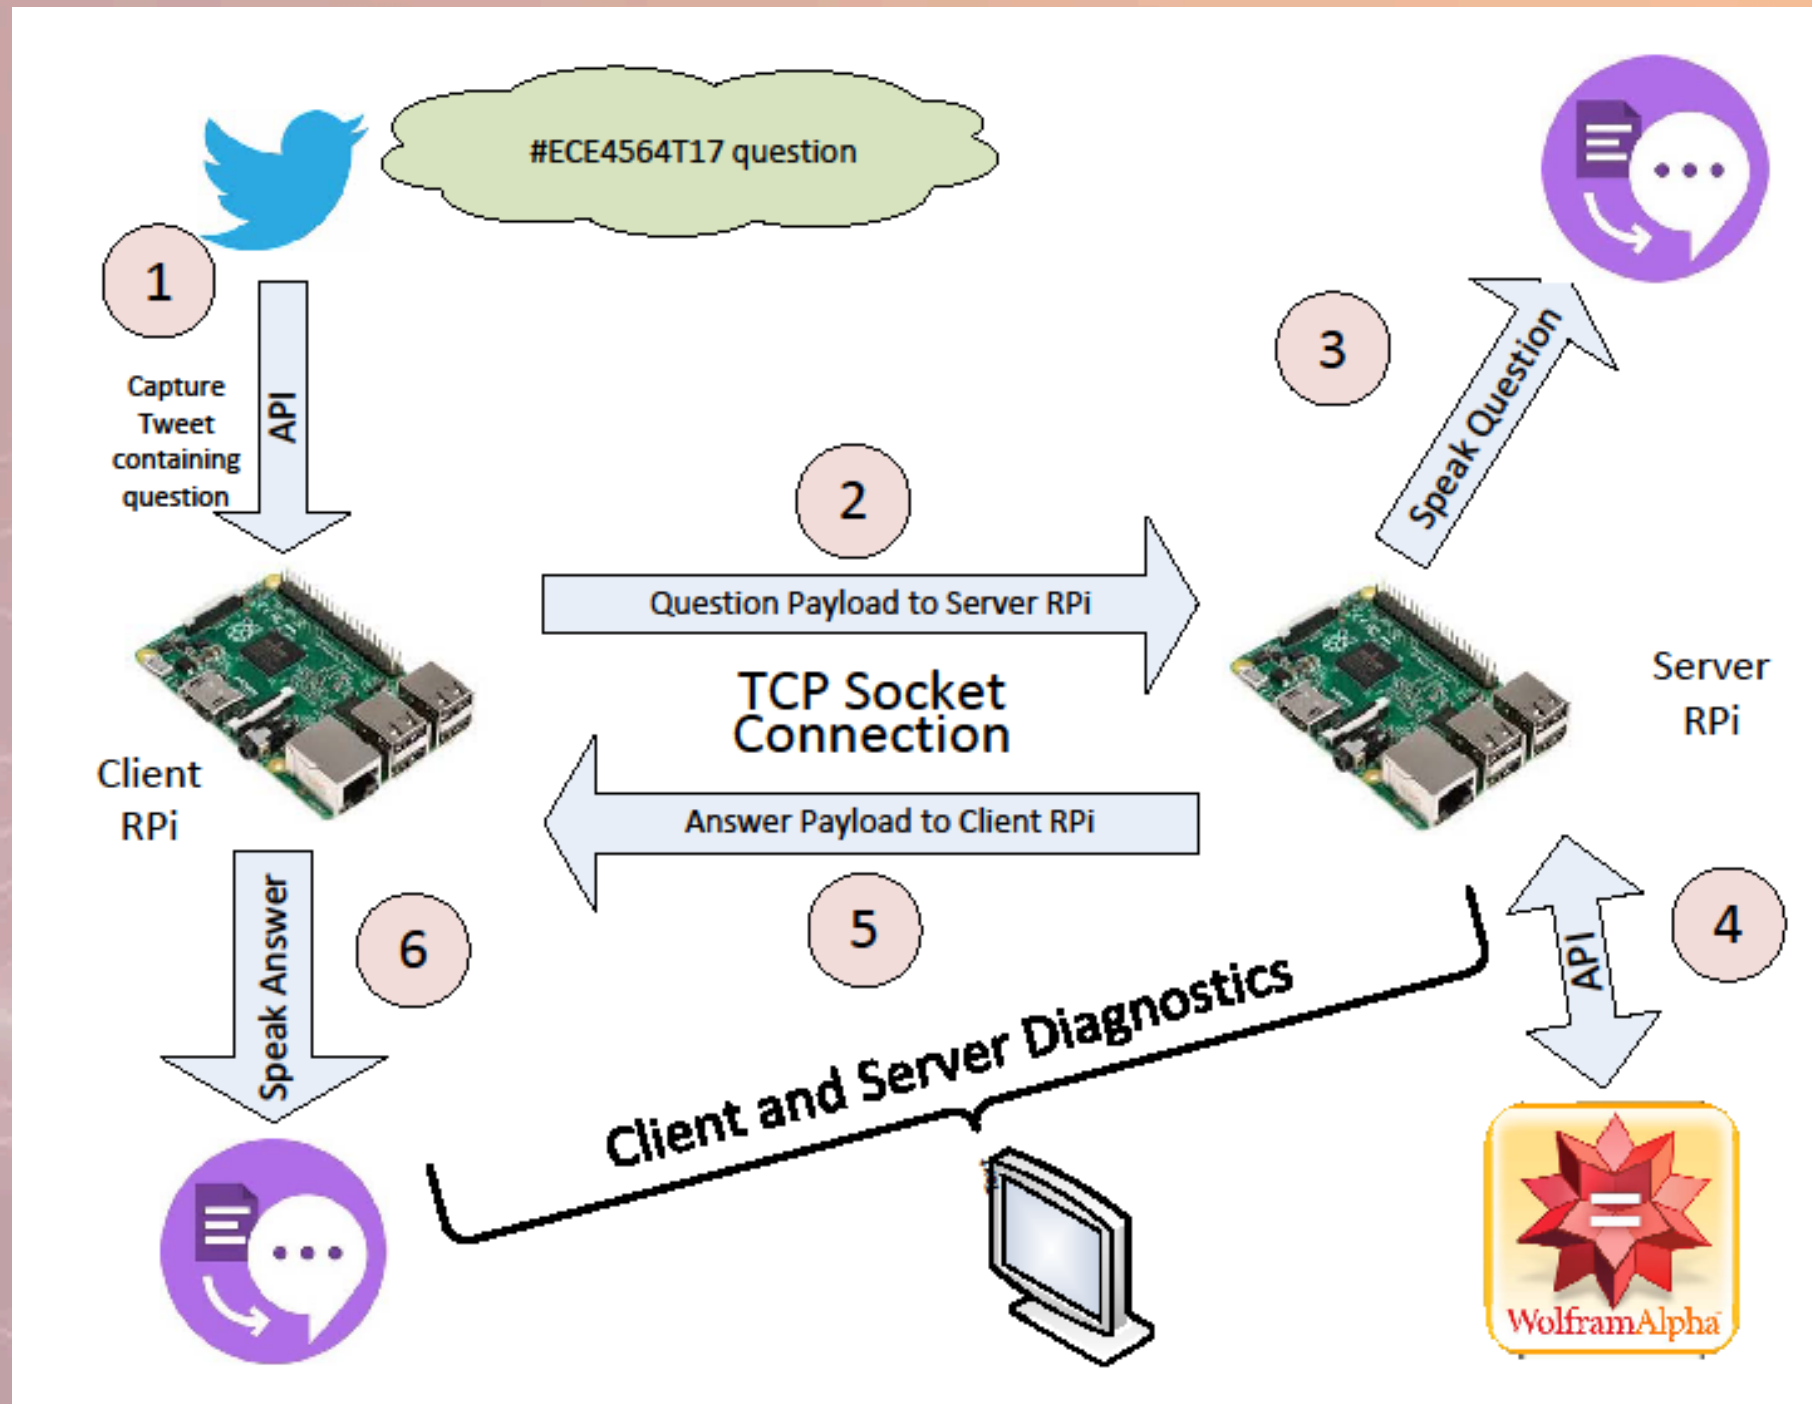 #ECE4564T17 question
1
Capture
Tweet
containing
question
API
2
3
Speak Question
Question Payload to Server RPi
TCP Socket
Connection
Server
RPi
Client
RPi
Answer Payload to Client RPi
5
4
API
6
Speak Answer
Client and Server Diagnostics
WolframAlpha